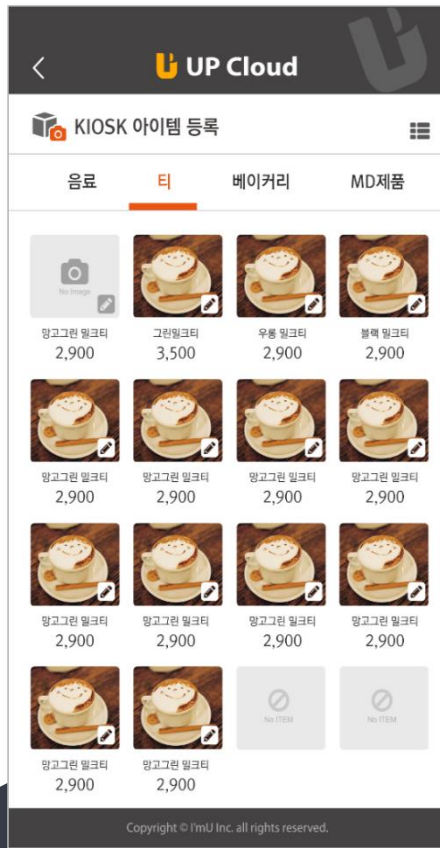 UP Cloud
KIOSK 아이템 등록
음료 티 베이커리 MD제품
No Image
망고그린 밀크티 그린밀크티 우롱 밀크티 블랙 밀크티
2,900 3,500 2,900 2,900
망고그린 밀크티 망고그린 밀크티 망고그린 밀크티 망고그린 밀크티
2,900 2,900 2,900 2,900
망고그린 밀크티 망고그린 밀크티 망고그린 밀크티 망고그린 밀크티
2,900 2,900 2,900 2,900
No ITEM No ITEM
망고그린 밀크티 망고그린 밀크티
2,900 2,900
Copyright © I'mU Inc. all rights reserved.